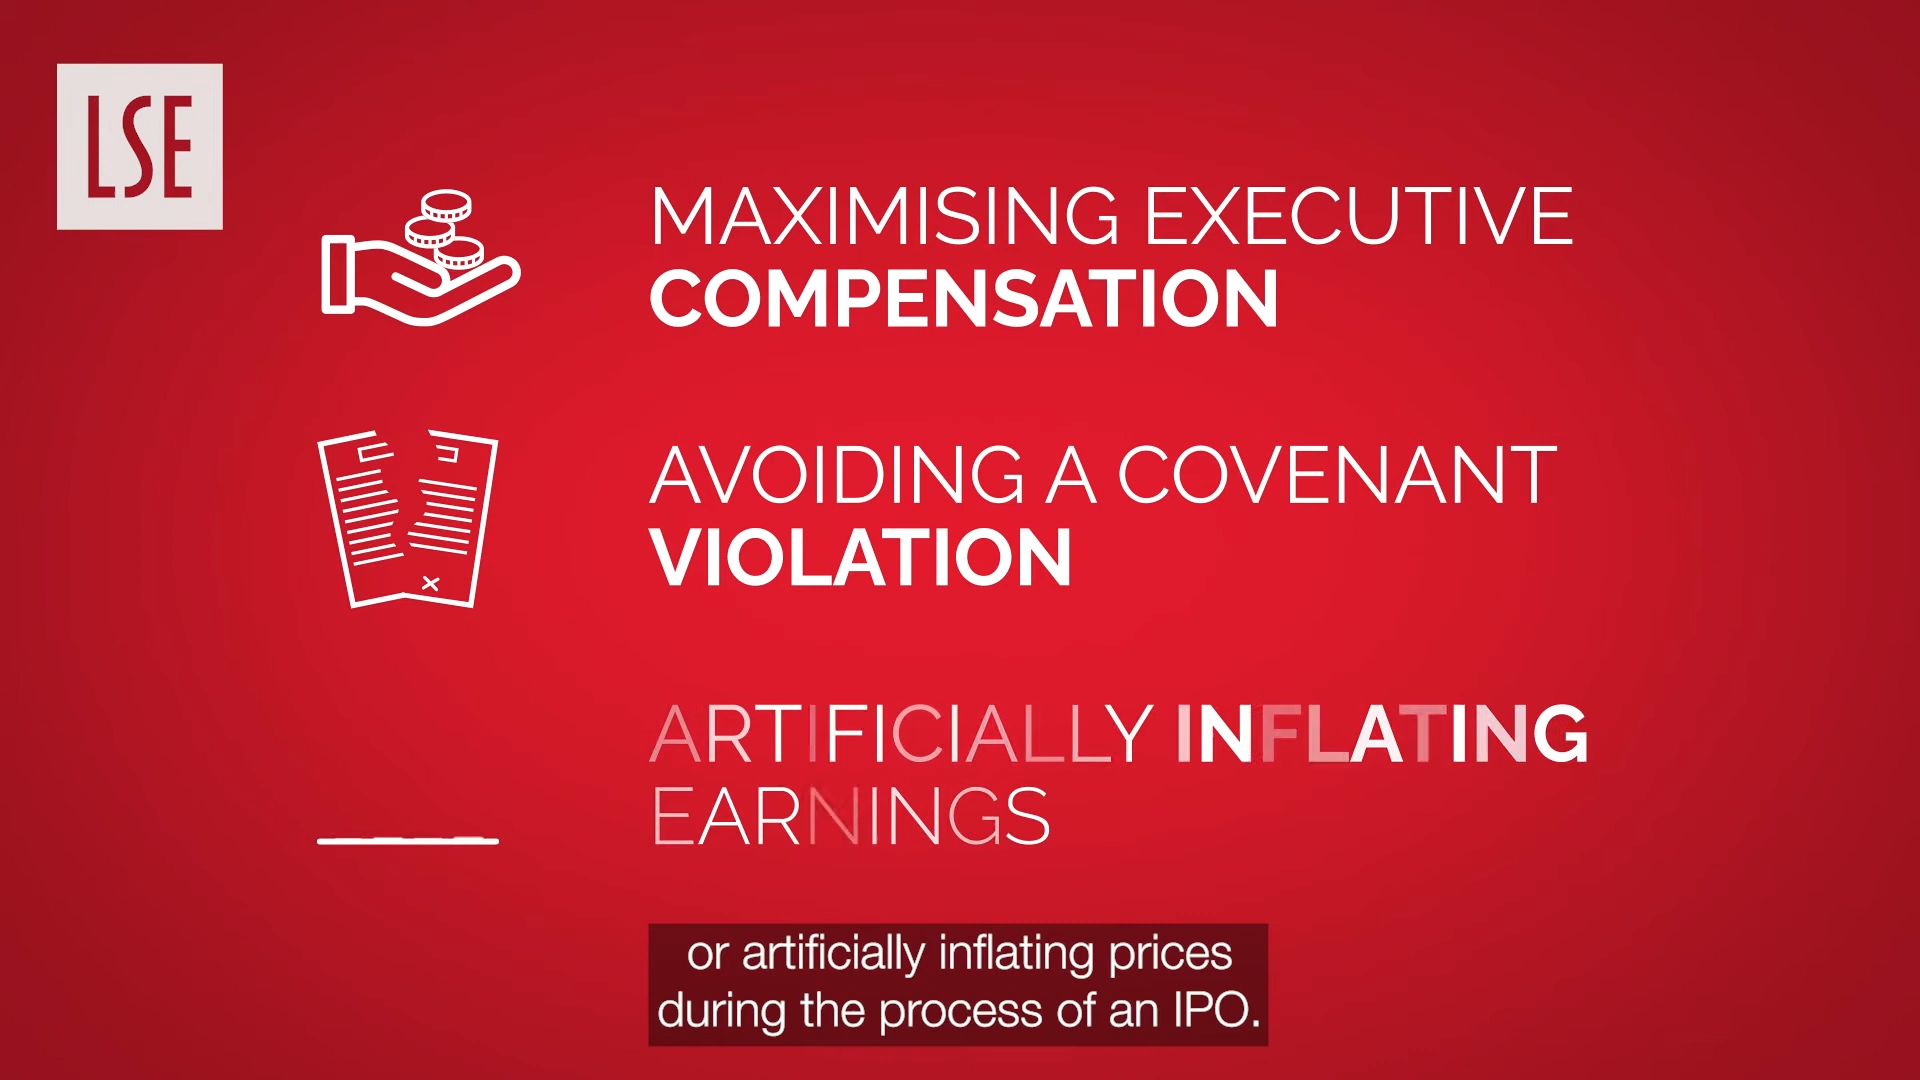 LSE
MAXIMISING EXECUTIVE
COMPENSATION
AVOIDING A COVENANT
VIOLATION
ARTIFICIALLY INFLATING
EARNINGS
or artificially inflating prices
during the process of an IPO.